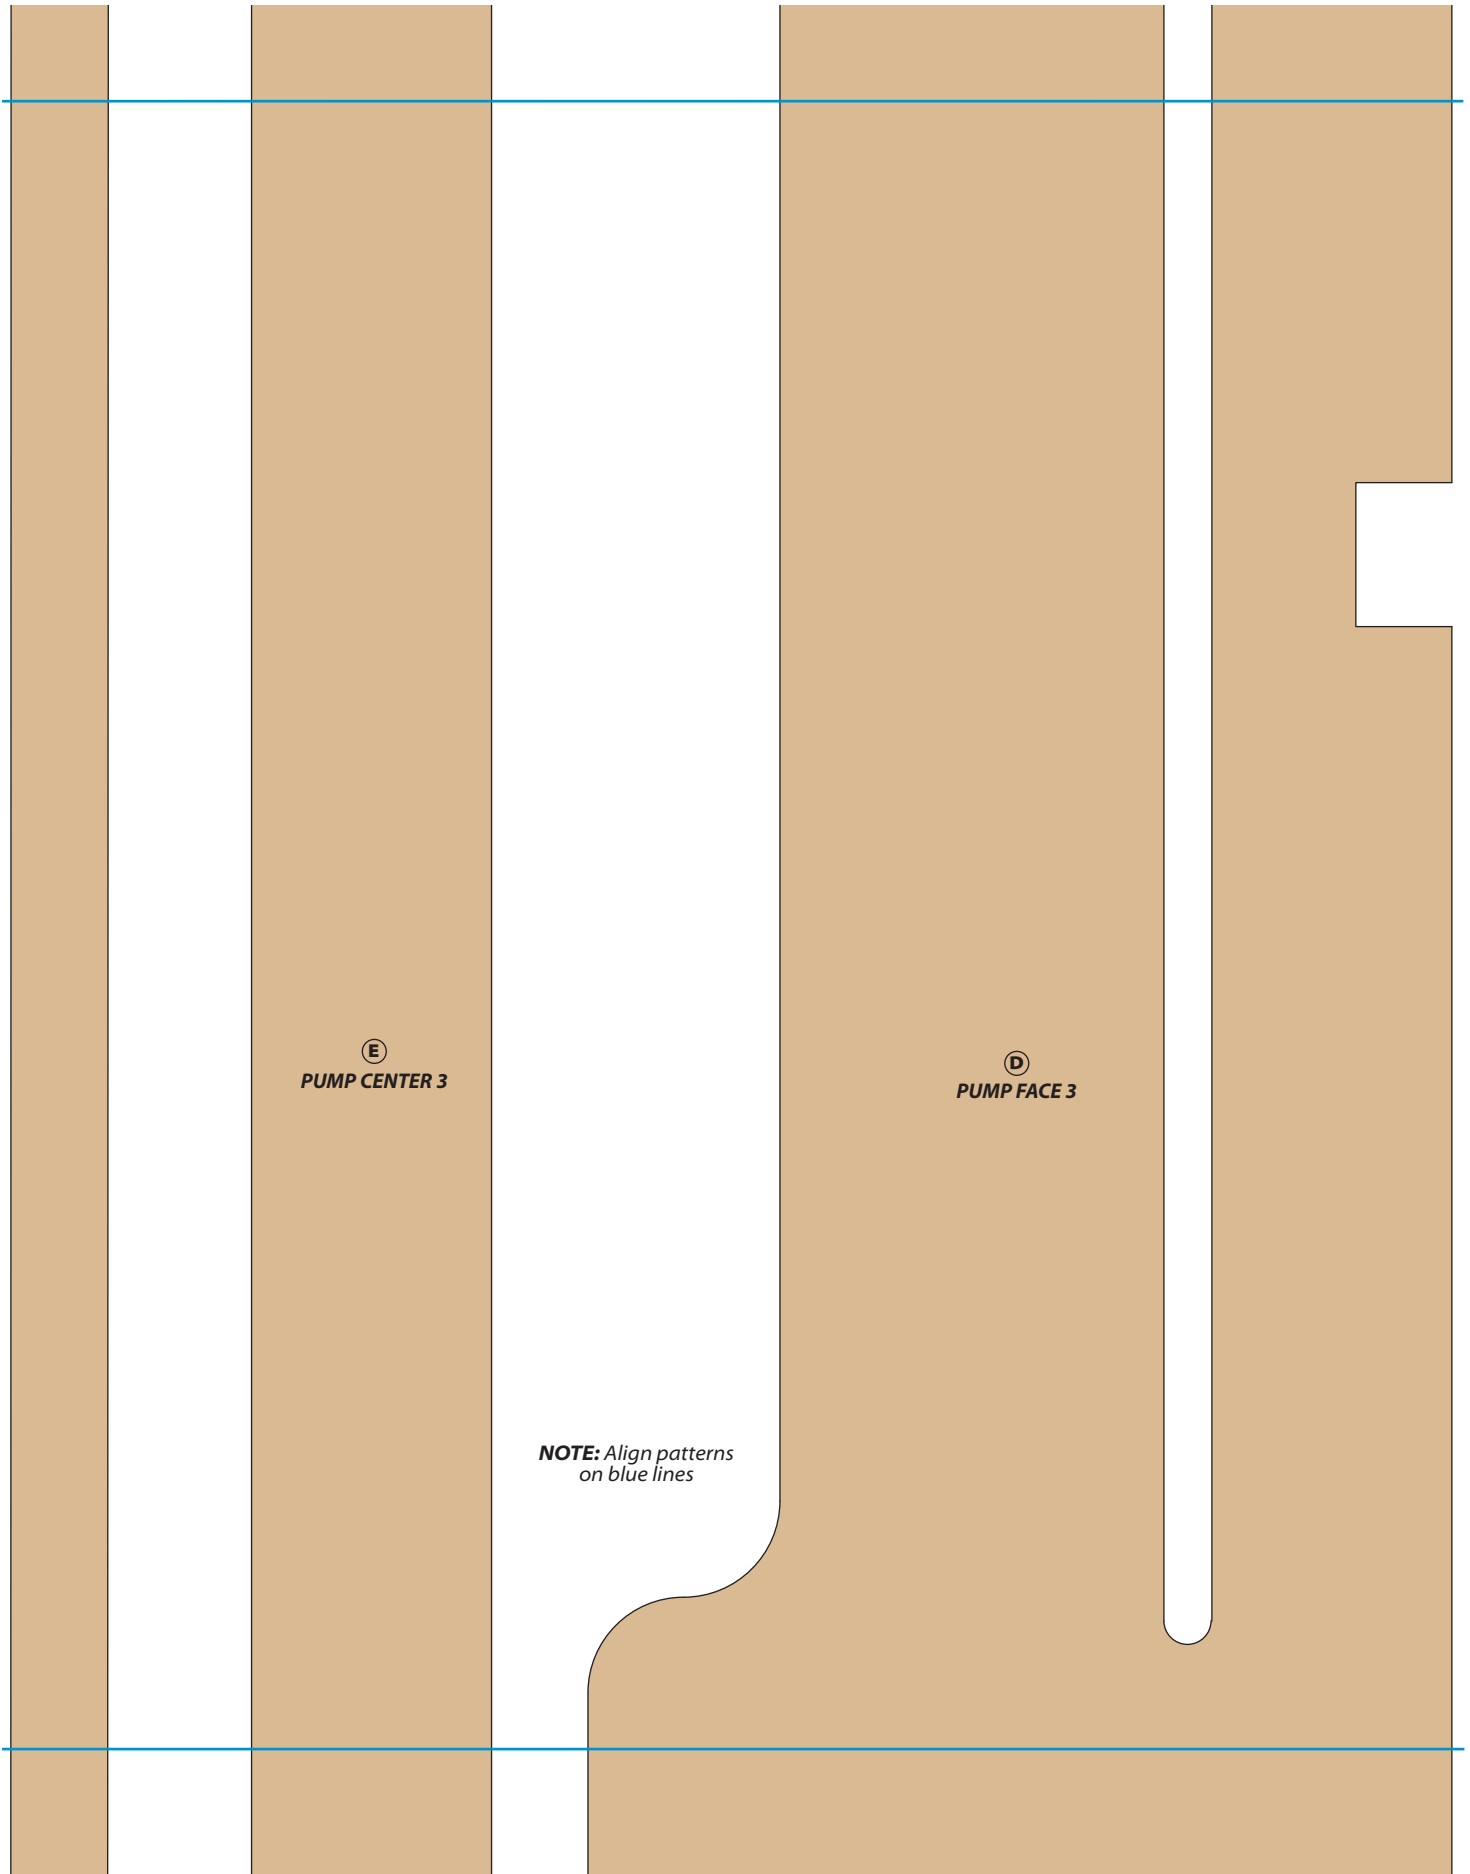 E
PUMP CENTER 3
D
PUMP FACE 3
NOTE: Align patterns
on blue lines